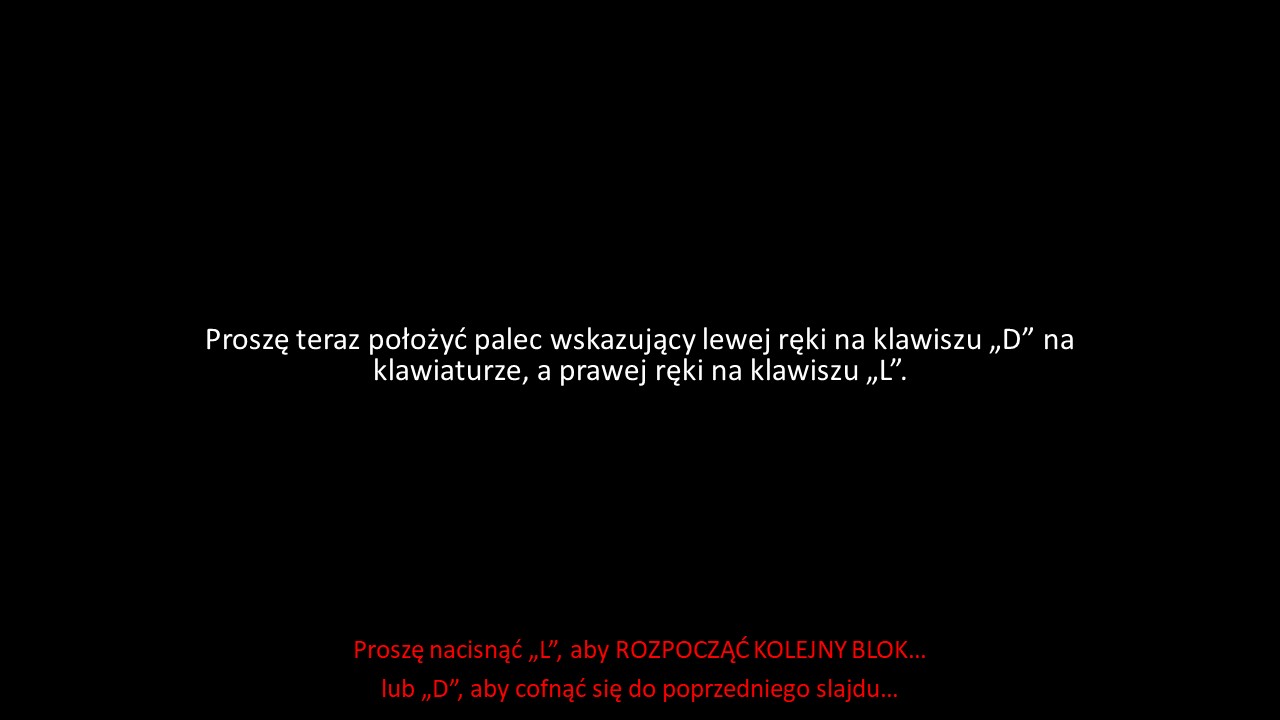 Proszę teraz położyć palec wskazujący lewej ręki na klawiszu „D” na
klawiaturze, a prawej ręki na klawiszu „L”.
Proszę nacisnąć „L”, aby ROZPOCZĄĆ KOLEJNY BLOK...
lub „D”, aby cofnąć się do poprzedniego slajdu...